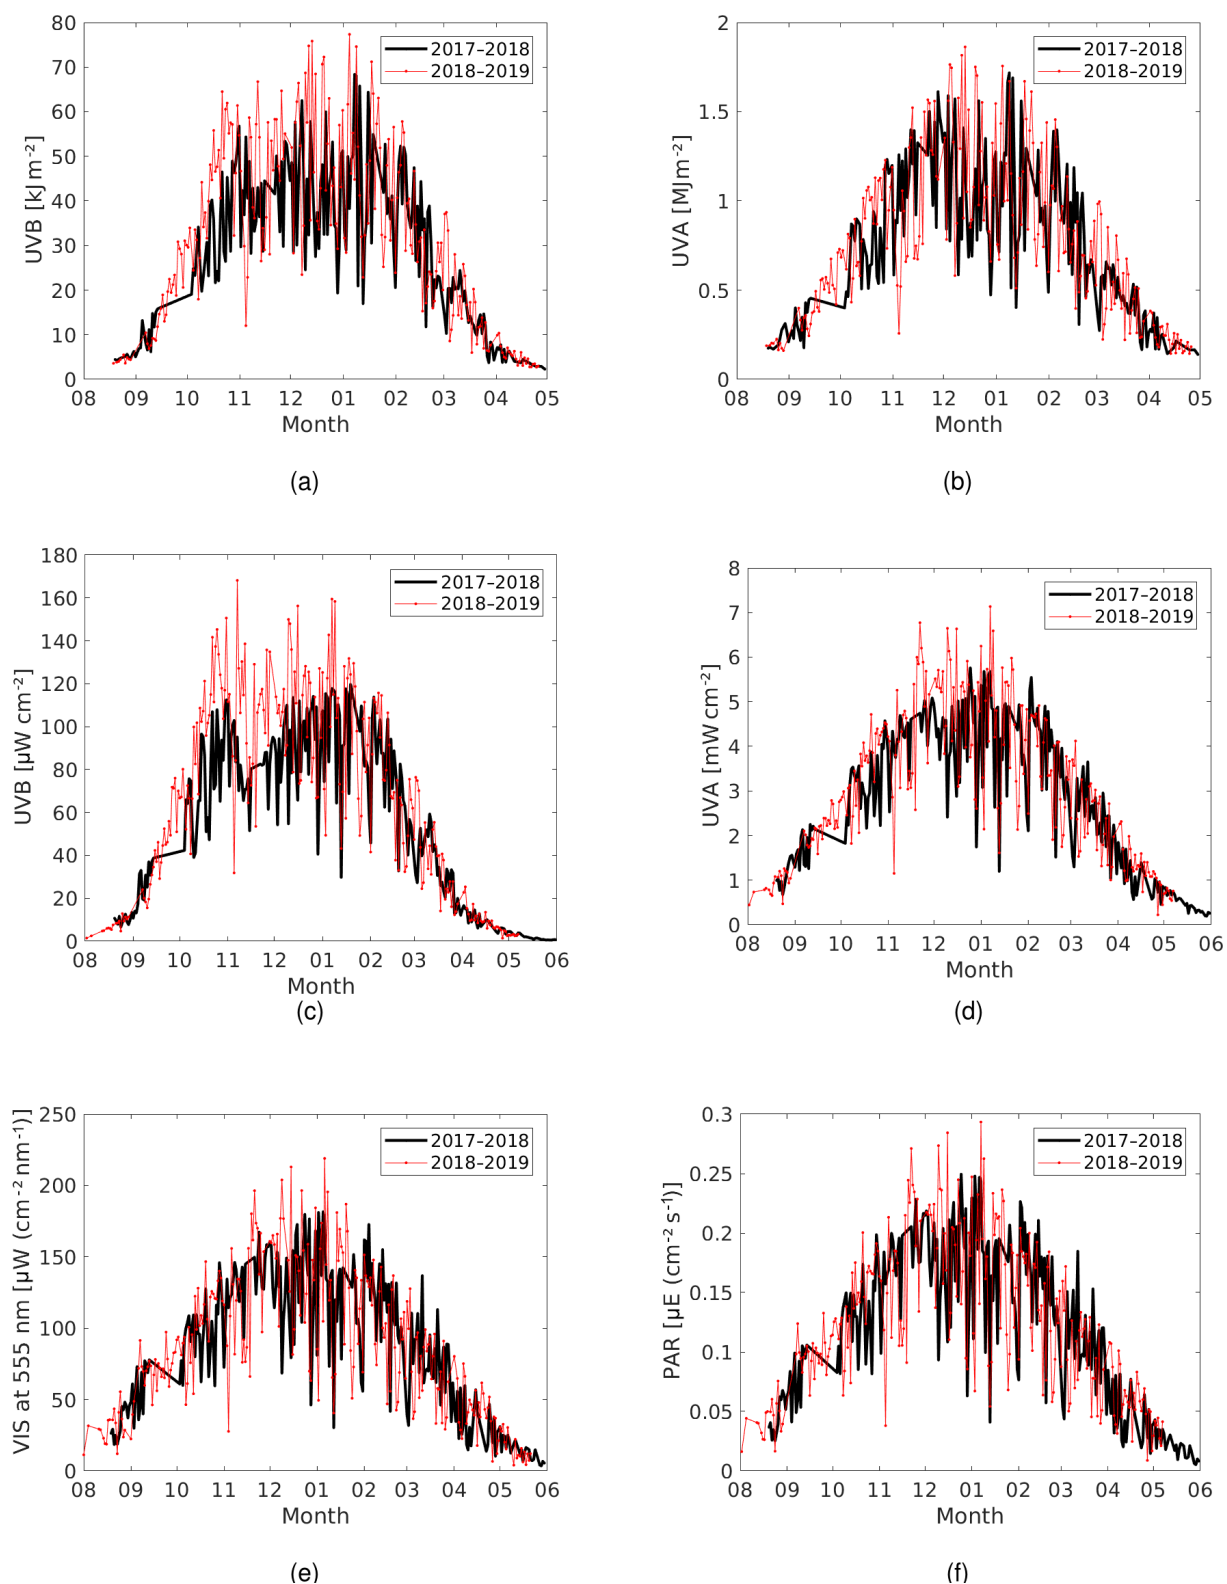 80
70
60
50
40
30
20
10
0
UVB [kJm⁻²]
2017–2018
2018–2019
08 09 10 11 12 01 02 03 04 05
Month
(a)
2
1.5
1
0.5
0
UVA [MJm⁻²]
2017–2018
2018–2019
08 09 10 11 12 01 02 03 04 05
Month
(b)
180
160
140
120
100
80
60
40
20
0
UVB [µW cm⁻²]
2017–2018
2018–2019
08 09 10 11 12 01 02 03 04 05 06
Month
(c)
8
7
6
5
4
3
2
1
0
UVA [mW cm⁻²]
2017–2018
2018–2019
08 09 10 11 12 01 02 03 04 05 06
Month
(d)
250
200
150
100
50
0
VIS at 555 nm [µW (cm⁻² nm⁻¹)]
2017–2018
2018–2019
08 09 10 11 12 01 02 03 04 05 06
Month
(e)
0.3
0.25
0.2
0.15
0.1
0.05
0
PAR [µE (cm⁻² s⁻¹)]
2017–2018
2018–2019
08 09 10 11 12 01 02 03 04 05 06
Month
(f)